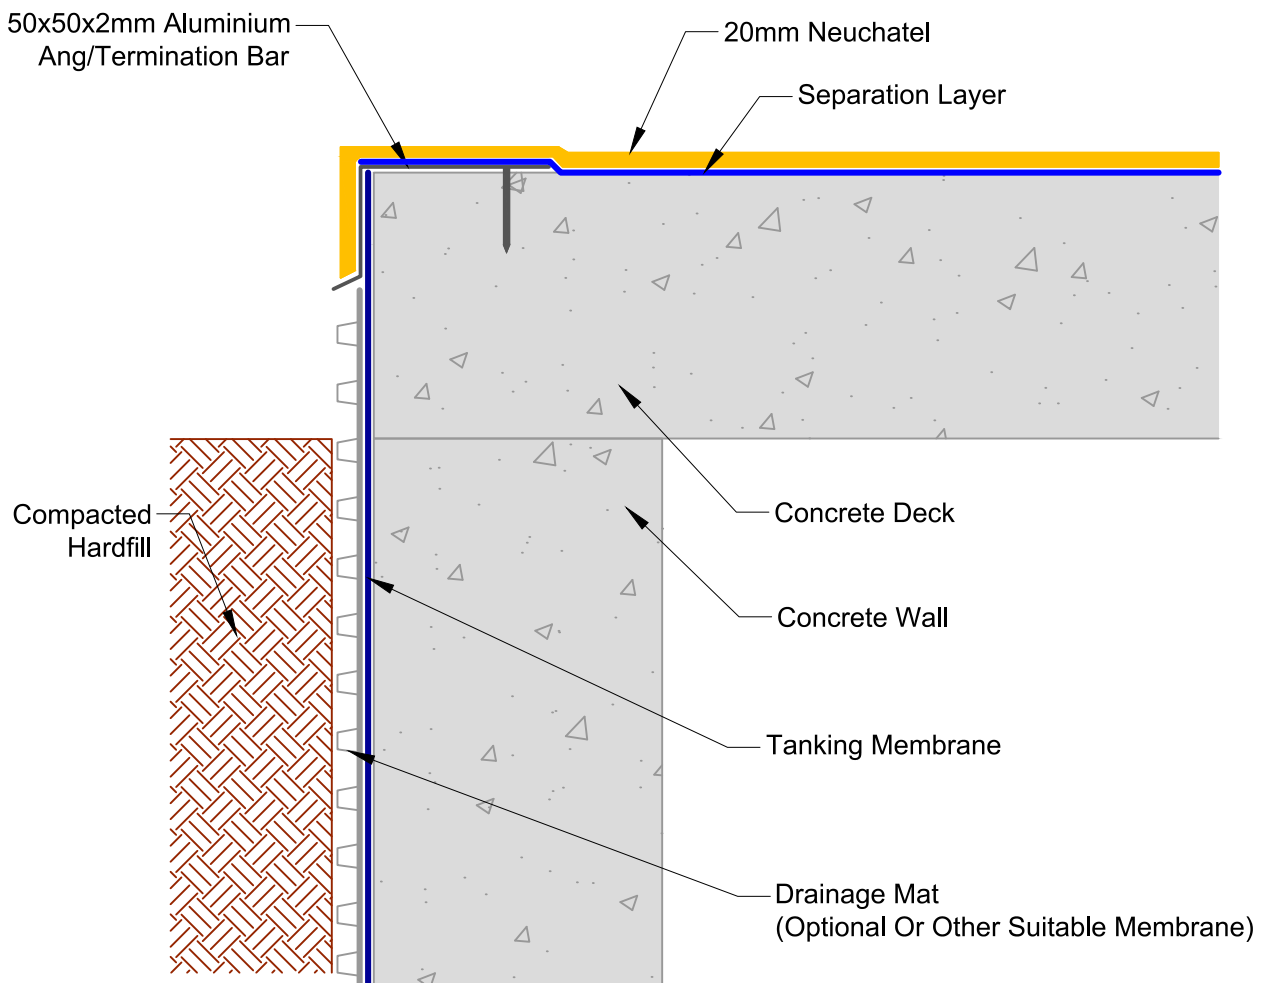 50x50x2mm Aluminium
Ang/Termination Bar
20mm Neuchatel
Separation Layer
Compacted
Hardfill
Concrete Deck
Concrete Wall
Tanking Membrane
Drainage Mat
(Optional Or Other Suitable Membrane)